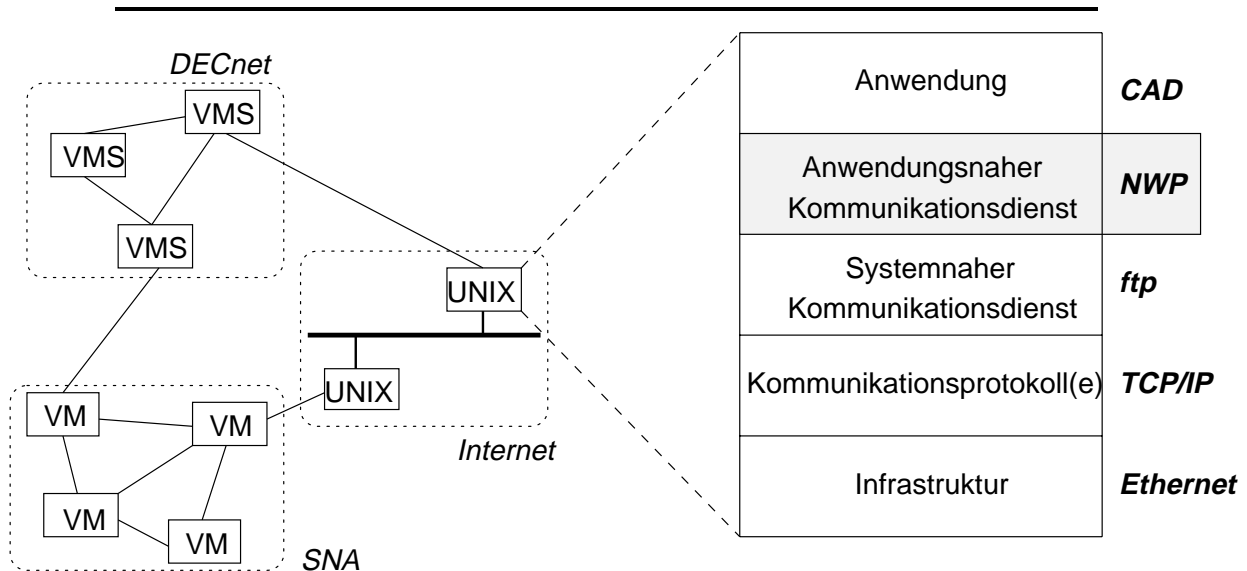 DECnet
VMS
VMS
VMS
UNIX
UNIX
Internet
VM
VM
VM
VM
SNA
Anwendung
CAD
Anwendungsnaher
Kommunikationsdienst
NWP
Systemnaher
Kommunikationsdienst
ftp
Kommunikationsprotokoll(e)
TCP/IP
Infrastruktur
Ethernet